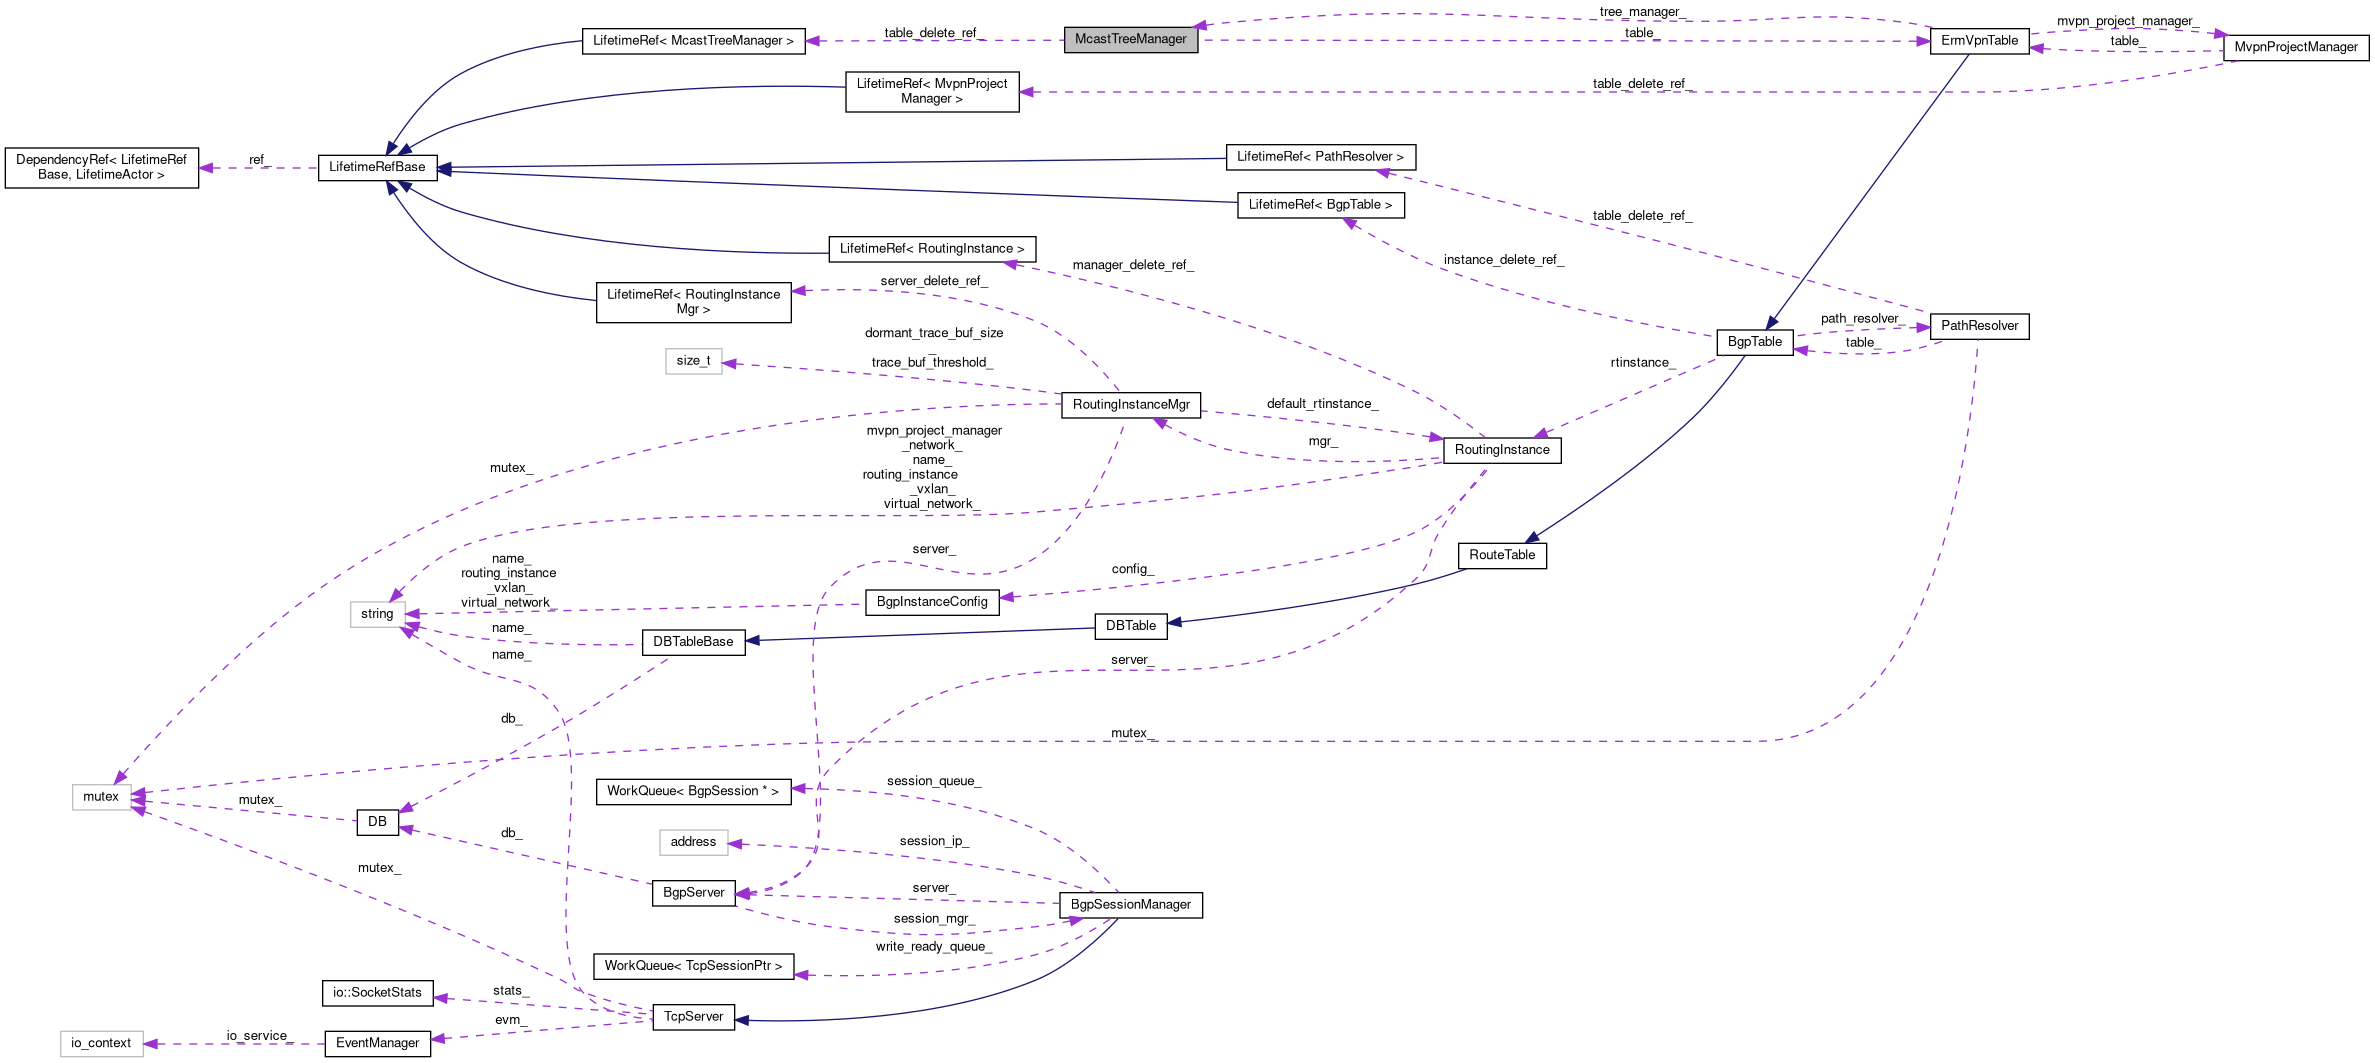 tree_manager_
mvpn_project_manager_
LifetimeRef< McastTreeManager >
table_delete_ref_
McastTreeManager
table_
ErmVpnTable
table_
MvpnProjectManager
LifetimeRef< MvpnProject
Manager >
table_delete_ref_
DependencyRef< LifetimeRef
Base, LifetimeActor >
ref_
LifetimeRefBase
LifetimeRef< PathResolver >
LifetimeRef< BgpTable >
table_delete_ref_
LifetimeRef< RoutingInstance >
manager_delete_ref_
instance_delete_ref_
LifetimeRef< RoutingInstance
Mgr >
server_delete_ref_
dormant_trace_buf_size
_
trace_buf_threshold_
size_t
BgpTable
path_resolver_
table_
PathResolver
rtinstance_
RoutingInstanceMgr
default_rtinstance_
mgr_
RoutingInstance
mvpn_project_manager
_network_
name_
routing_instance
_vxlan_
virtual_network_
mutex_
server_
RouteTable
name_
routing_instance
_vxlan_
virtual_network_
config_
string
BgpInstanceConfig
name_
DBTableBase
DBTable
name_
server_
db_
mutex_
mutex
mutex_
DB
WorkQueue< BgpSession * >
session_queue_
db_
address
session_ip_
mutex_
BgpServer
server_
BgpSessionManager
session_mgr_
write_ready_queue_
WorkQueue< TcpSessionPtr >
io::SocketStats
stats_
TcpServer
evm_
io_context
io_service_
EventManager